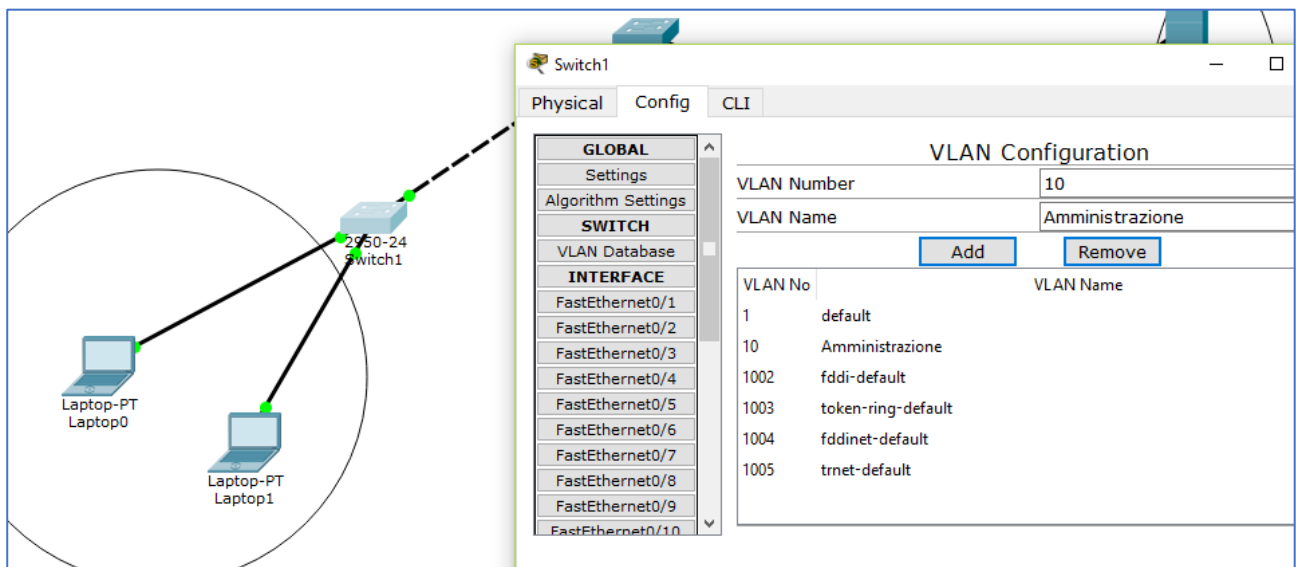 Switch1
Physical Config CLI
GLOBAL
Settings
Algorithm Settings
SWITCH
VLAN Database
INTERFACE
FastEthernet0/1
FastEthernet0/2
FastEthernet0/3
FastEthernet0/4
FastEthernet0/5
FastEthernet0/6
FastEthernet0/7
FastEthernet0/8
FastEthernet0/9
FastEthernet0/10
VLAN Configuration
VLAN Number 10
VLAN Name Amministrazione
Add Remove
VLAN No VLAN Name
1 default
10 Amministrazione
1002 fddi-default
1003 token-ring-default
1004 fddinet-default
1005 trnet-default
2950-24
Switch1
Laptop-PT
Laptop0
Laptop-PT
Laptop1